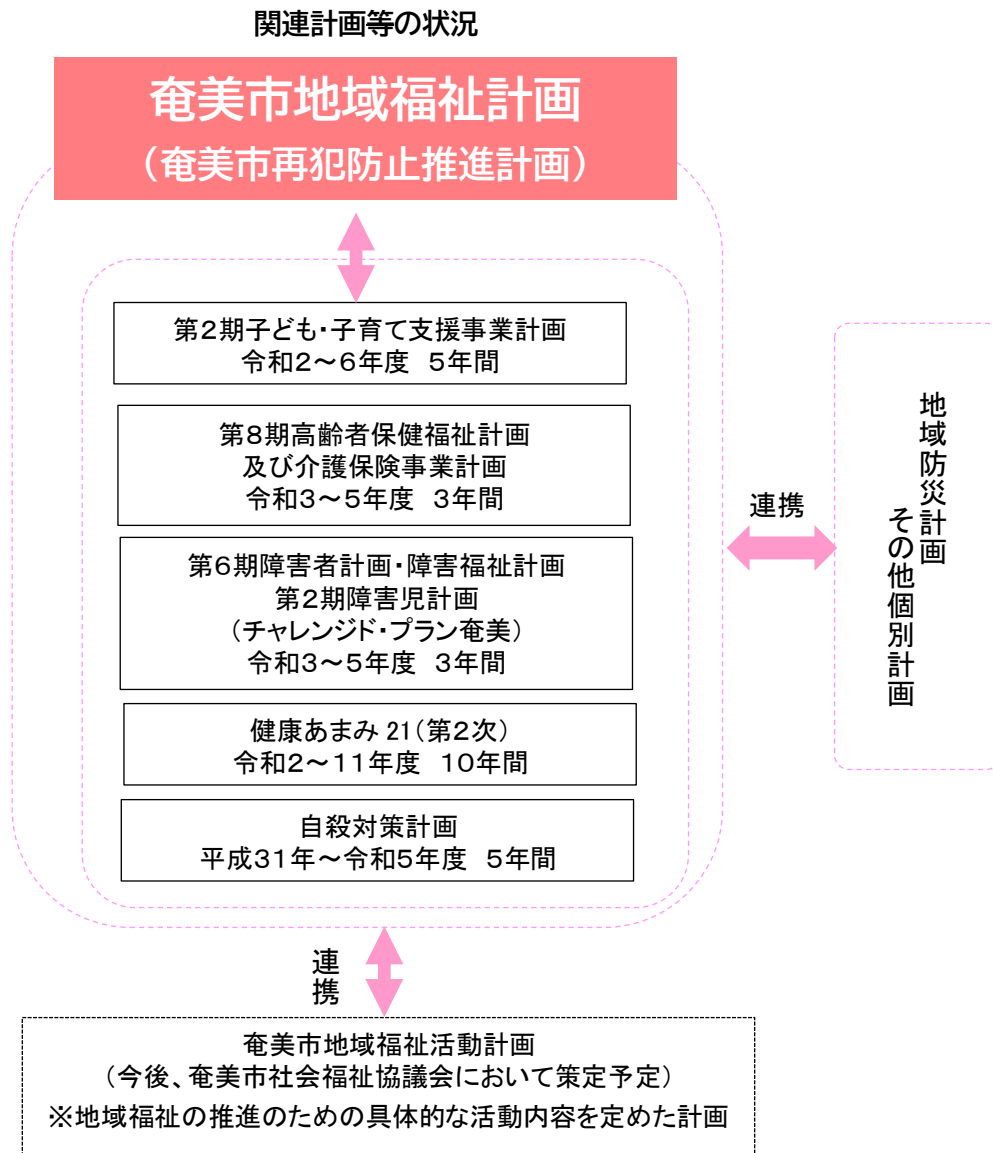 関連計画等の状況
奄美市地域福祉計画
（奄美市再犯防止推進計画）
第２期子ども・子育て支援事業計画
令和２～６年度　５年間
第８期高齢者保健福祉計画
及び介護保険事業計画
令和３～５年度　３年間
第６期障害者計画・障害福祉計画
第２期障害児計画
（チャレンジド・プラン奄美）
令和３～５年度　３年間
健康あまみ 21（第２次）
令和２～１１年度　１０年間
自殺対策計画
平成３１年～令和５年度　５年間
連携
地域防災計画
その他個別計画
連携
奄美市地域福祉活動計画
（今後、奄美市社会福祉協議会において策定予定）
※地域福祉の推進のための具体的な活動内容を定めた計画